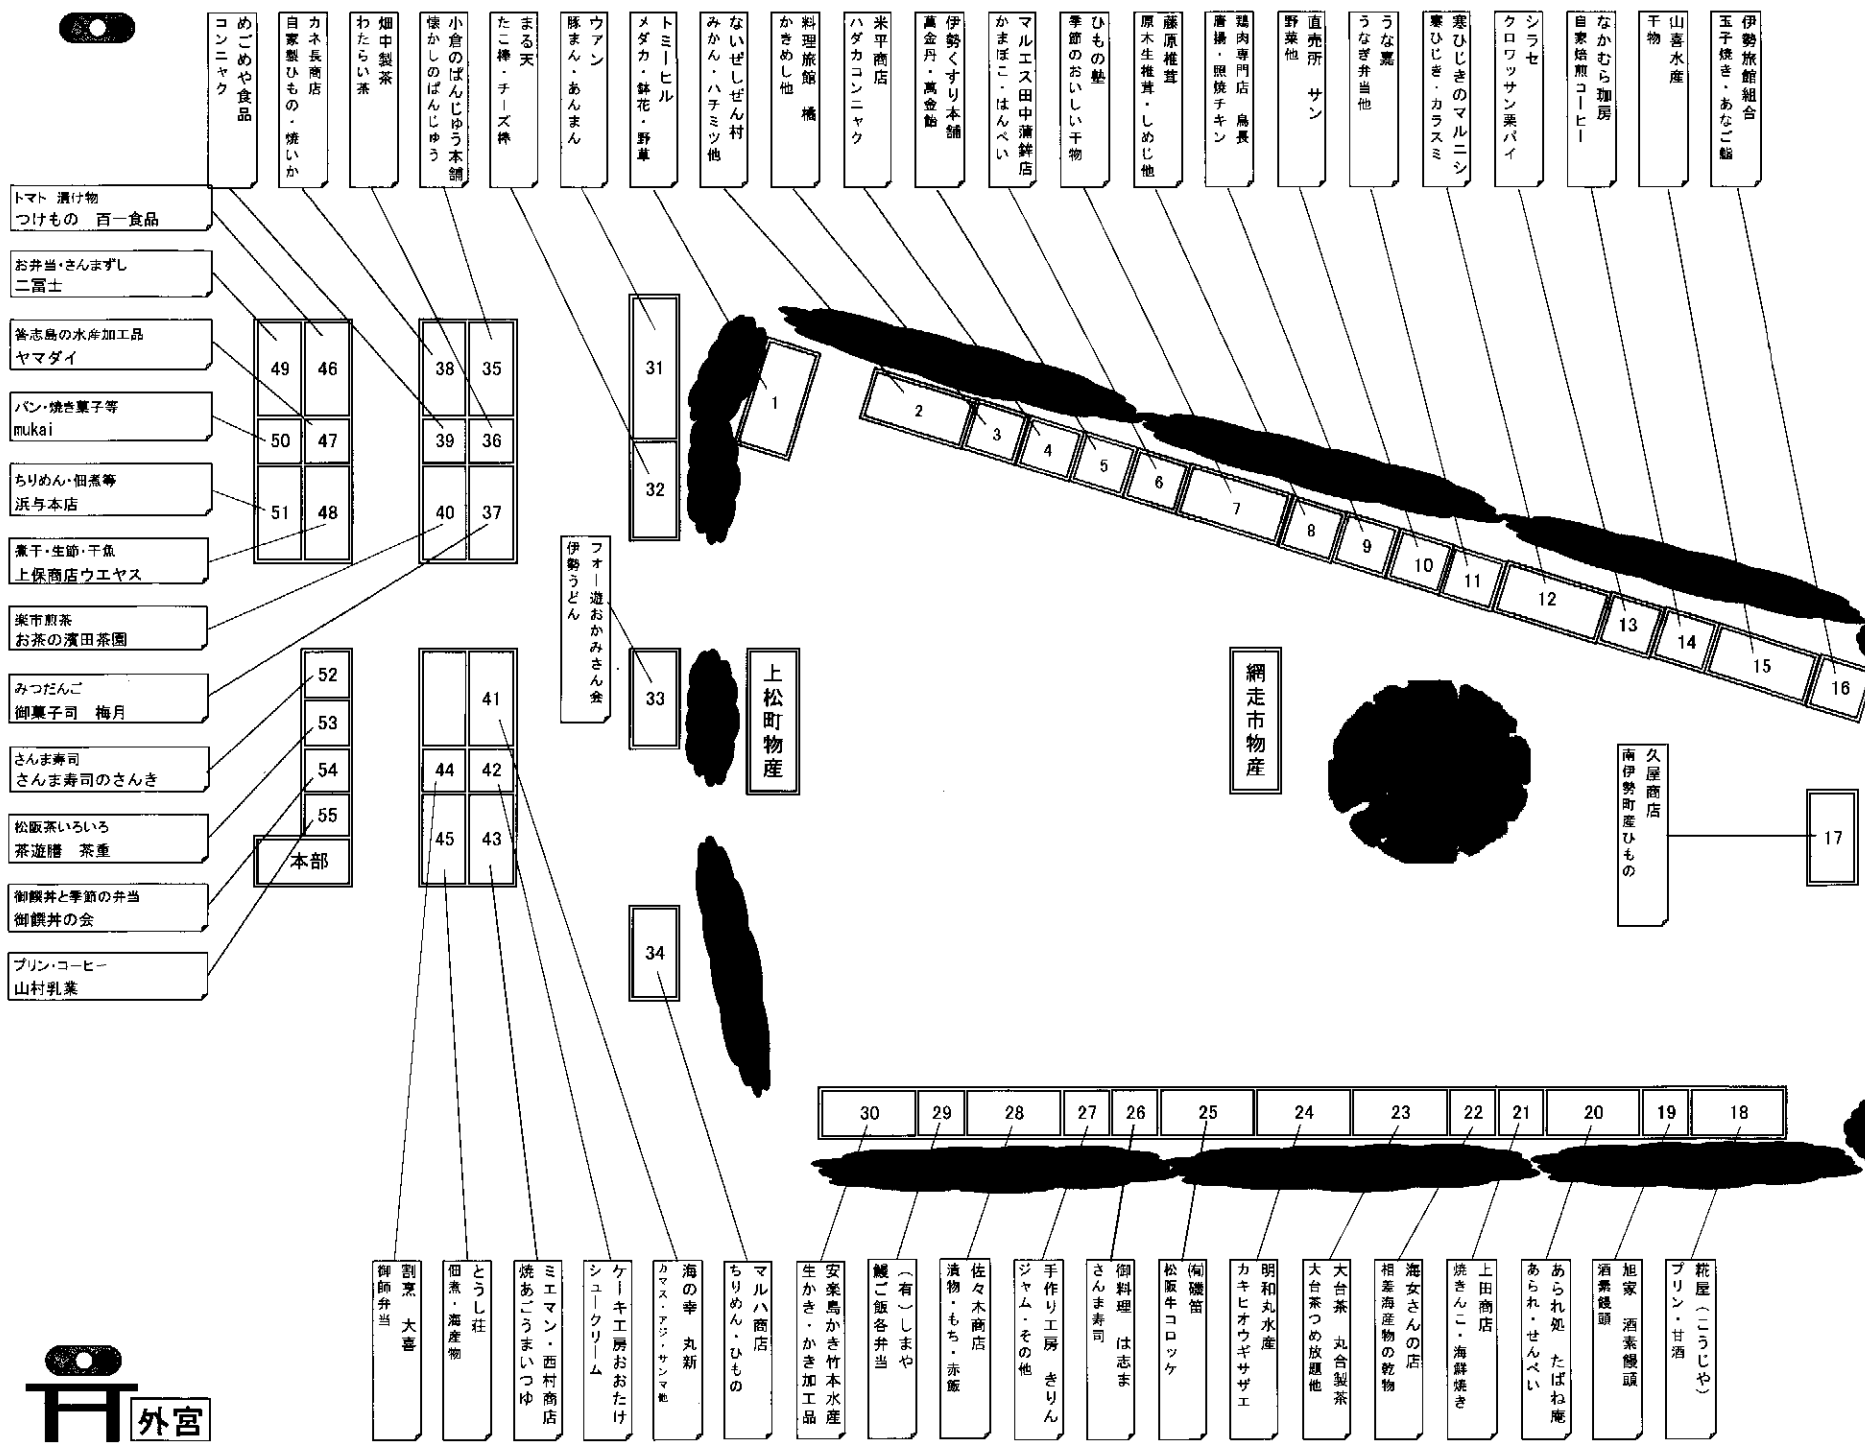 めごめや食品
コンニャク
カネ長商店
自家製ひもの・焼いか
畑中製茶
わたらい茶
小倉のぱんじゅう本舗
懐かしのぱんじゅう
まる天
たこ棒・チーズ棒
ウァン
豚まん・あんまん
トミーヒル
メダカ・鉢花・野草
ないぜしぜん村
みかん・ハチミツ他
料理旅館 橘
かきめし他
米平商店
ハダカコンニャク
伊勢くすり本舗
萬金丹・萬金飴
マルエス田中蒲鉾店
かまぼこ・はんぺい
ひもの塾
季節のおいしい干物
藤原椎茸
原木生椎茸・しめじ他
鶏肉専門店 鳥長
唐揚・照焼チキン
直売所 サン
野菜他
うな嘉
うなぎ弁当他
寒ひじきのマルニシ
寒ひじき・カラスミ
シラセ
クロワッサン栗パイ
なかむら珈房
自家焙煎コーヒー
山喜水産
干物
伊勢旅館組合
玉子焼き・あなご鮨
トマト 漬け物
つけもの 百一食品
お弁当・さんまずし
二冨士
答志島の水産加工品
ヤマダイ
パン・焼き菓子等
mukai
ちりめん・佃煮等
浜与本店
煮干・生節・干魚
上保商店ウエヤス
楽市煎茶
お茶の濱田茶園
みつだんご
御菓子司 梅月
さんま寿司
さんま寿司のさんき
松阪茶いろいろ
茶遊膳 茶重
御饌丼と季節の弁当
御饌丼の会
プリン・コーヒー
山村乳業
49
46
50
47
51
48
38
35
39
36
40
37
31
32
フォー遊おかみさん会
伊勢うどん
33
34
52
53
54
55
本部
41
44
42
45
43
上松町物産
網走市物産
1
2
3
4
5
6
7
8
9
10
11
12
13
14
15
16
久屋商店
南伊勢町産ひもの
17
30
29
28
27
26
25
24
23
22
21
20
19
18
割烹 大喜
御師弁当
とうし荘
佃煮・海産物
ミエマン・西村商店
焼あごうまいつゆ
ケーキ工房おおたけ
シュークリーム
海の幸 丸新
カマス・アジ・サンマ他
マルハ商店
ちりめん・ひもの
安楽島かき竹本水産
生かき・かき加工品
(有)しまや
鰻ご飯各弁当
佐々木商店
漬物・もち・赤飯
手作り工房 きりん
ジャム・その他
御料理 はま志ま
さんま寿司
㈲磯笛
松阪牛コロッケ
明和丸水産
カキヒオウギサザエ
大台茶 丸合製茶
大台茶つめ放題他
海女さんの店
相差海産物の乾物
上田商店
焼きんこ・海鮮焼き
あられ処 たばね庵
あられ・せんべい
旭家 酒素饅頭
酒素饅頭
糀屋(こうじや)
プリン・甘酒
外宮